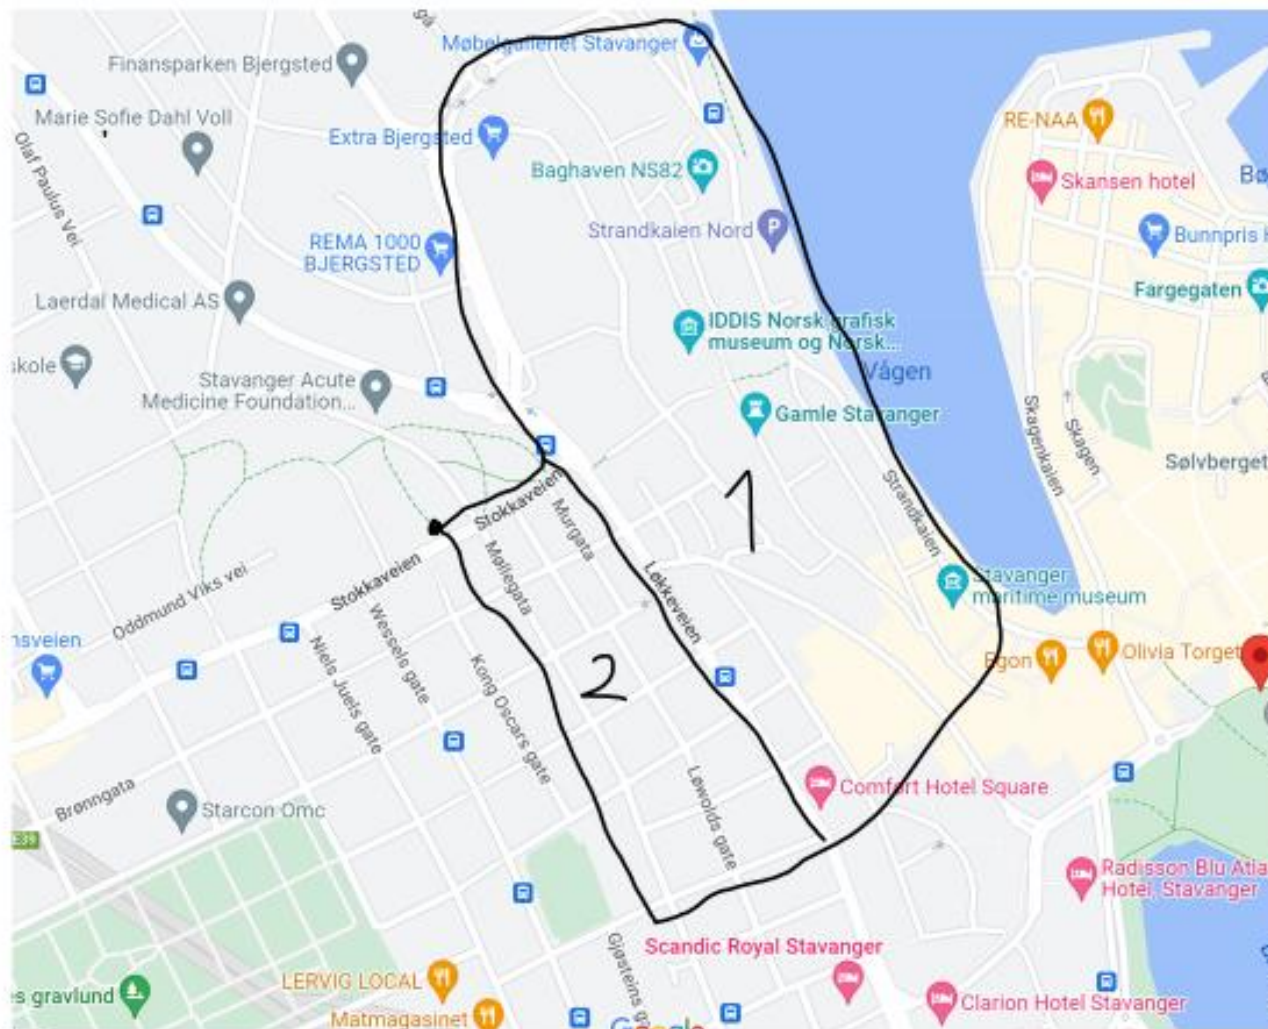 gå
Møbelgalleriet Stavanger
Finansparken Bjergsted
Marie Sofie Dahl Voll
Extra Bjergsted
RE-NAA
Olaf Paulus Vei
Baghaven NS82
Skansen hotel
Strandkaien Nord
REMA 1000
BJERGSTED
Bunnpris
Laerdal Medical AS
Fargegaten
IDDIS Norsk grafisk
museum og Norsk...
skole
Vågen
Stavanger Acute
Medicine Foundation...
Gamle Stavanger
Skagenkaien
Skagen
Sølvberget
1
Strandkaien
Stokkaveien
Murgata
Møllegata
Løkkeveien
Stokkaveien
Oddmund Viks vei
Stavanger
maritime museum
nsveien
Wessels gate
Niels Juels gate
Kong Oscars gate
2
Egon
Olivia Torget
Løwolds gate
Comfort Hotel Square
Brønngata
Starcon Omc
E39
Radisson Blu Atla
Hotel, Stavanger
Gjøsteins g
Scandic Royal Stavanger
LERVIG LOCAL
s gravlund
Clarion Hotel Stavanger
Matmagasinet
Google